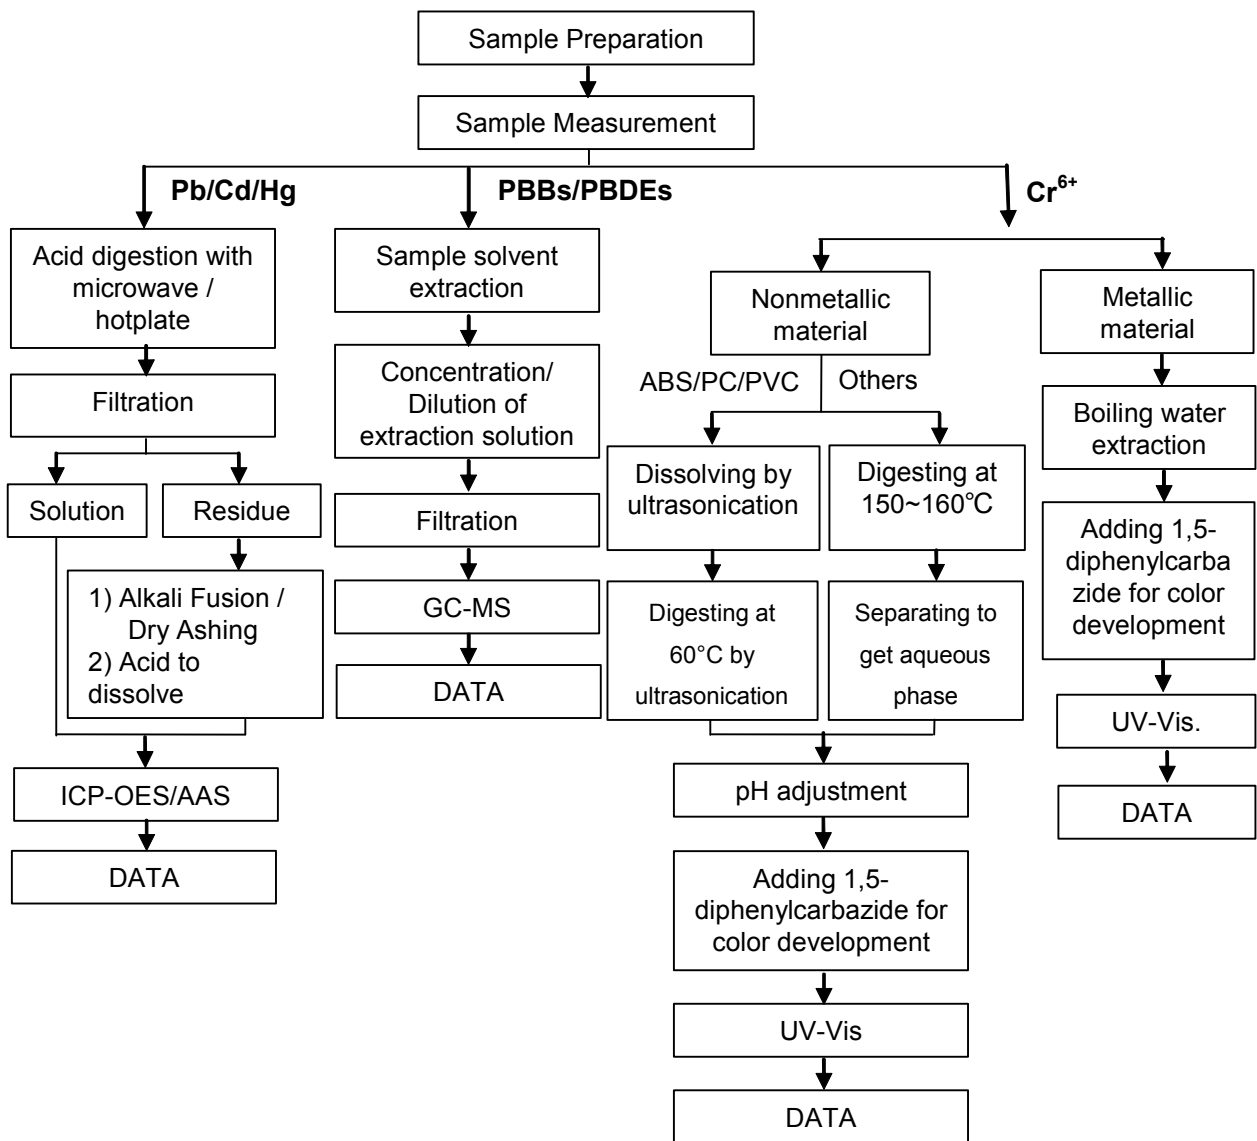 Sample Preparation
Sample Measurement
Pb/Cd/Hg
PBBs/PBDEs
Cr6+
Acid digestion with
microwave /
hotplate
Filtration
Solution
Residue
1) Alkali Fusion /
Dry Ashing
2) Acid to
dissolve
ICP-OES/AAS
DATA
Sample solvent
extraction
Concentration/
Dilution of
extraction solution
Filtration
GC-MS
DATA
Nonmetallic
material
ABS/PC/PVC
Others
Dissolving by
ultrasonication
Digesting at
60°C by
ultrasonication
Digesting at
150~160℃
Separating to
get aqueous
phase
pH adjustment
Adding 1,5-
diphenylcarbazide for
color development
UV-Vis
DATA
Metallic
material
Boiling water
extraction
Adding 1,5-
diphenylcarba
zide for color
development
UV-Vis.
DATA